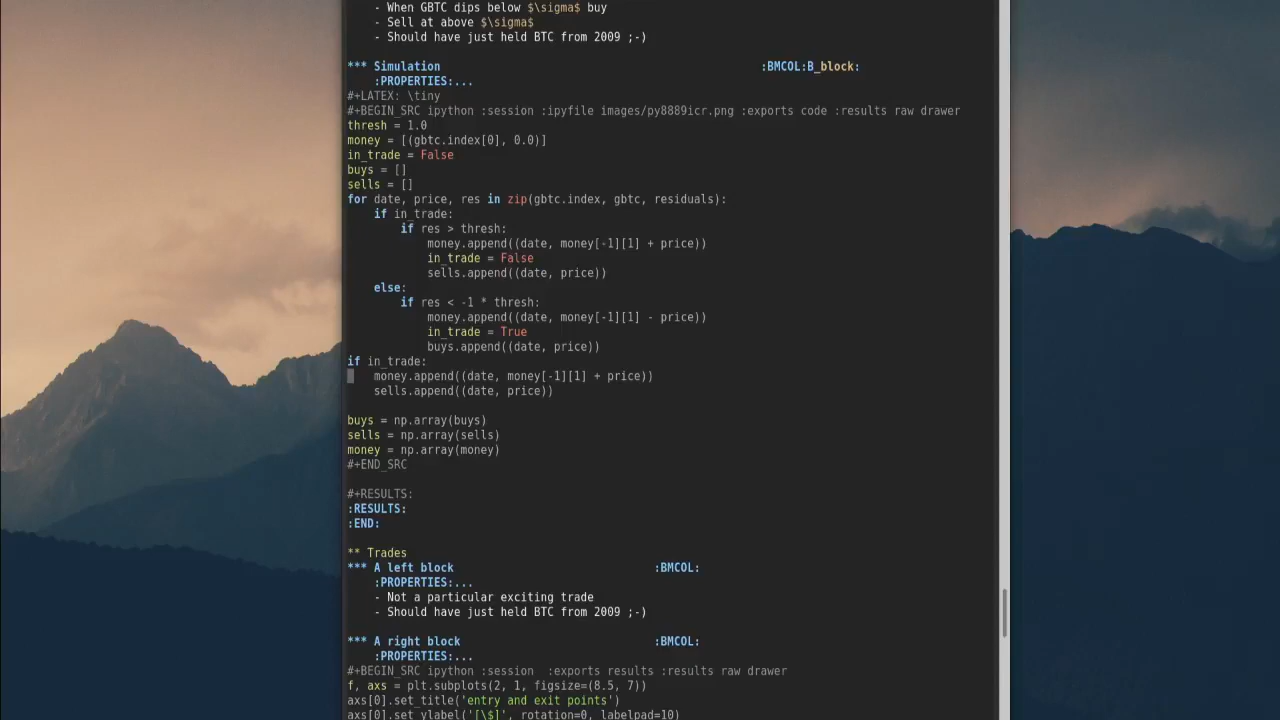 - When GBTC dips below $\sigma$ buy
- Sell at above $\sigma$
- Should have just held BTC from 2009 ;-)
*** Simulation :BMCOL:B_block:
:PROPERTIES:...
#+LATEX: \tiny
#+BEGIN_SRC ipython :session :ipyfile images/py8889icr.png :exports code :results raw drawer
thresh = 1.0
money = [(gbtc.index[0], 0.0)]
in_trade = False
buys = []
sells = []
for date, price, res in zip(gbtc.index, gbtc, residuals):
if in_trade:
if res > thresh:
money.append((date, money[-1][1] + price))
in_trade = False
sells.append((date, price))
else:
if res < -1 * thresh:
money.append((date, money[-1][1] - price))
in_trade = True
buys.append((date, price))
if in_trade:
money.append((date, money[-1][1] + price))
sells.append((date, price))
buys = np.array(buys)
sells = np.array(sells)
money = np.array(money)
#+END_SRC
#+RESULTS:
:RESULTS:
:END:
** Trades
*** A left block :BMCOL:
:PROPERTIES:...
- Not a particular exciting trade
- Should have just held BTC from 2009 ;-)
*** A right block :BMCOL:
:PROPERTIES:...
#+BEGIN_SRC ipython :session  :exports results :results raw drawer
f, axs = plt.subplots(2, 1, figsize=(8.5, 7))
axs[0].set_title('entry and exit points')
axs[0].set_ylabel('[\$]', rotation=0, labelpad=10)